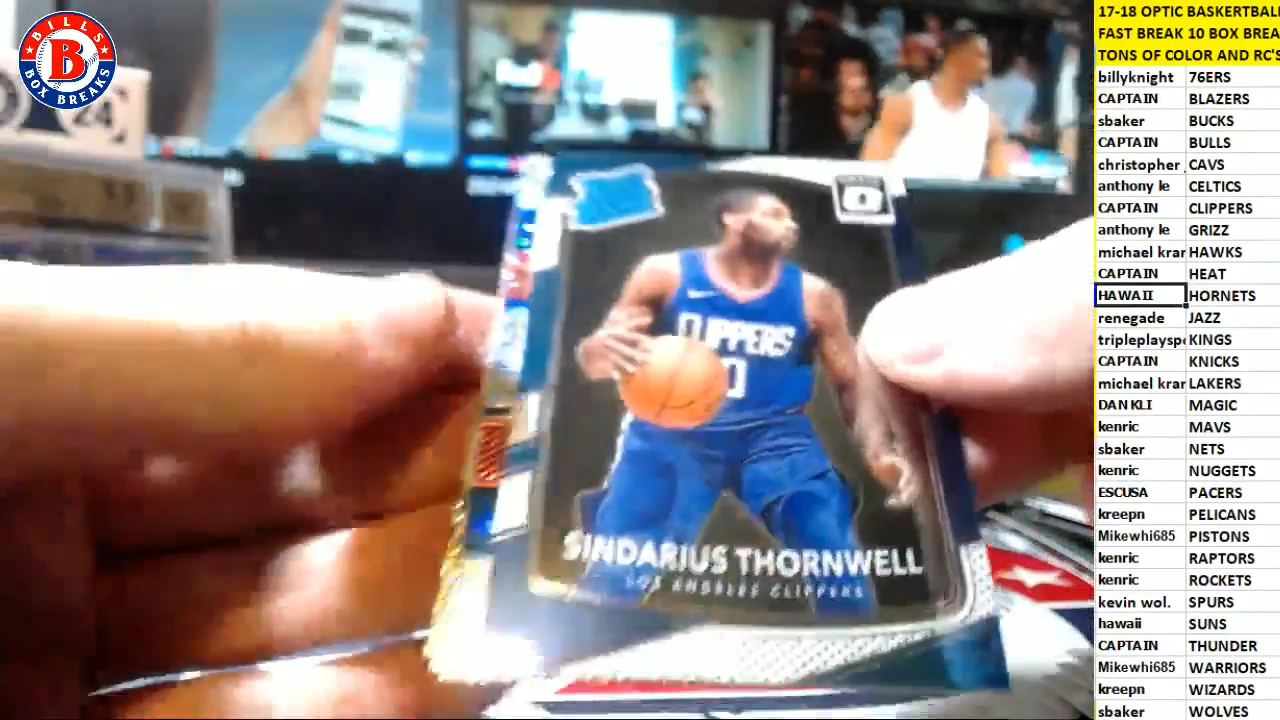 BILLS
B
BOX BREAKS
24
CLIPPERS
0
SINDARIUS THORNWELL
LOS ANGELES CLIPPERS
17-18 OPTIC BASKERTBALL
FAST BREAK 10 BOX BREA
TONS OF COLOR AND RC'S
billyknight 76ERS
CAPTAIN BLAZERS
sbaker BUCKS
CAPTAIN BULLS
christopher CAVS
anthony le CELTICS
CAPTAIN CLIPPERS
anthony le GRIZZ
michael krar HAWKS
CAPTAIN HEAT
HAWAII HORNETS
renegade JAZZ
tripleplayspo KINGS
CAPTAIN KNICKS
michael krar LAKERS
DAN KLI MAGIC
kenric MAVS
sbaker NETS
kenric NUGGETS
ESCUSA PACERS
kreepn PELICANS
Mikewhi685 PISTONS
kenric RAPTORS
kenric ROCKETS
kevin wol. SPURS
hawaii SUNS
CAPTAIN THUNDER
Mikewhi685 WARRIORS
kreepn WIZARDS
sbaker WOLVES